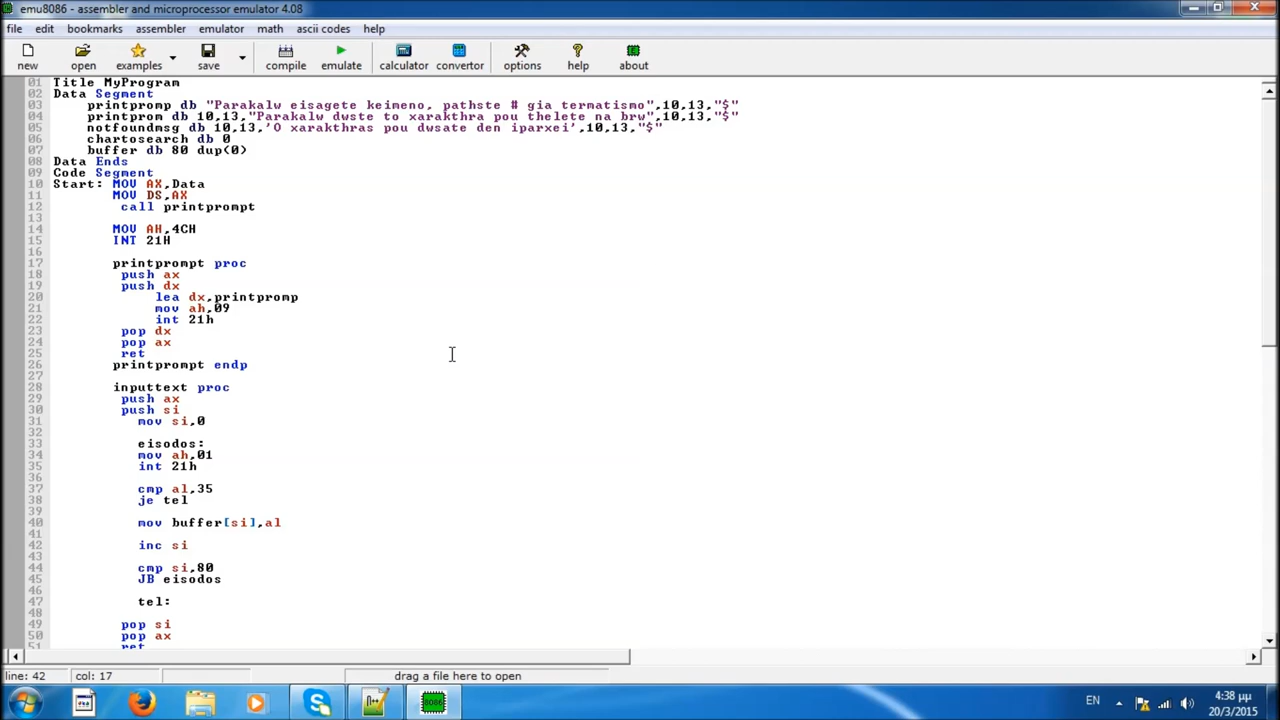 emu8086 - assembler and microprocessor emulator 4.08
file edit bookmarks assembler emulator math ascii codes help
new open examples save compile emulate calculator convertor options help about
01 Title MyProgram
02 Data Segment
03 printpromp db "Parakalw eisagete keimeno, pathste # gia termatismo",10,13,"$"
04 printprom db 10,13,"Parakalw dwste to xarakthra pou thelete na brw",10,13,"$"
05 notfoundmsg db 10,13,'O xarakthras pou dwsate den iparxei',10,13,"$"
06 chartosearch db 0
07 buffer db 80 dup(0)
08 Data Ends
09 Code Segment
10 Start: MOV AX,Data
11 MOV DS,AX
12 call printprompt
13
14 MOV AH,4CH
15 INT 21H
16
17 printprompt proc
18 push ax
19 push dx
20 lea dx,printpromp
21 mov ah,09
22 int 21h
23 pop dx
24 pop ax
25 ret
26 printprompt endp
27
28 inputtext proc
29 push ax
30 push si
31 mov si,0
32
33 eisodos:
34 mov ah,01
35 int 21h
36
37 cmp al,35
38 je tel
39
40 mov buffer[si],al
41
42 inc si
43
44 cmp si,80
45 JB eisodos
46
47 tel:
48
49 pop si
50 pop ax
51 ret
line: 42 col: 17 drag a file here to open
8086
EN 4:38 μμ
20/3/2015